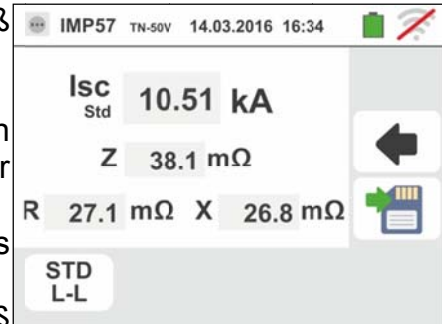 IMP57 TN-50V 14.03.2016 16:34
Isc Std 10.51 kA
Z 38.1 mΩ
R 27.1 mΩ X 26.8 mΩ
STD
L-L